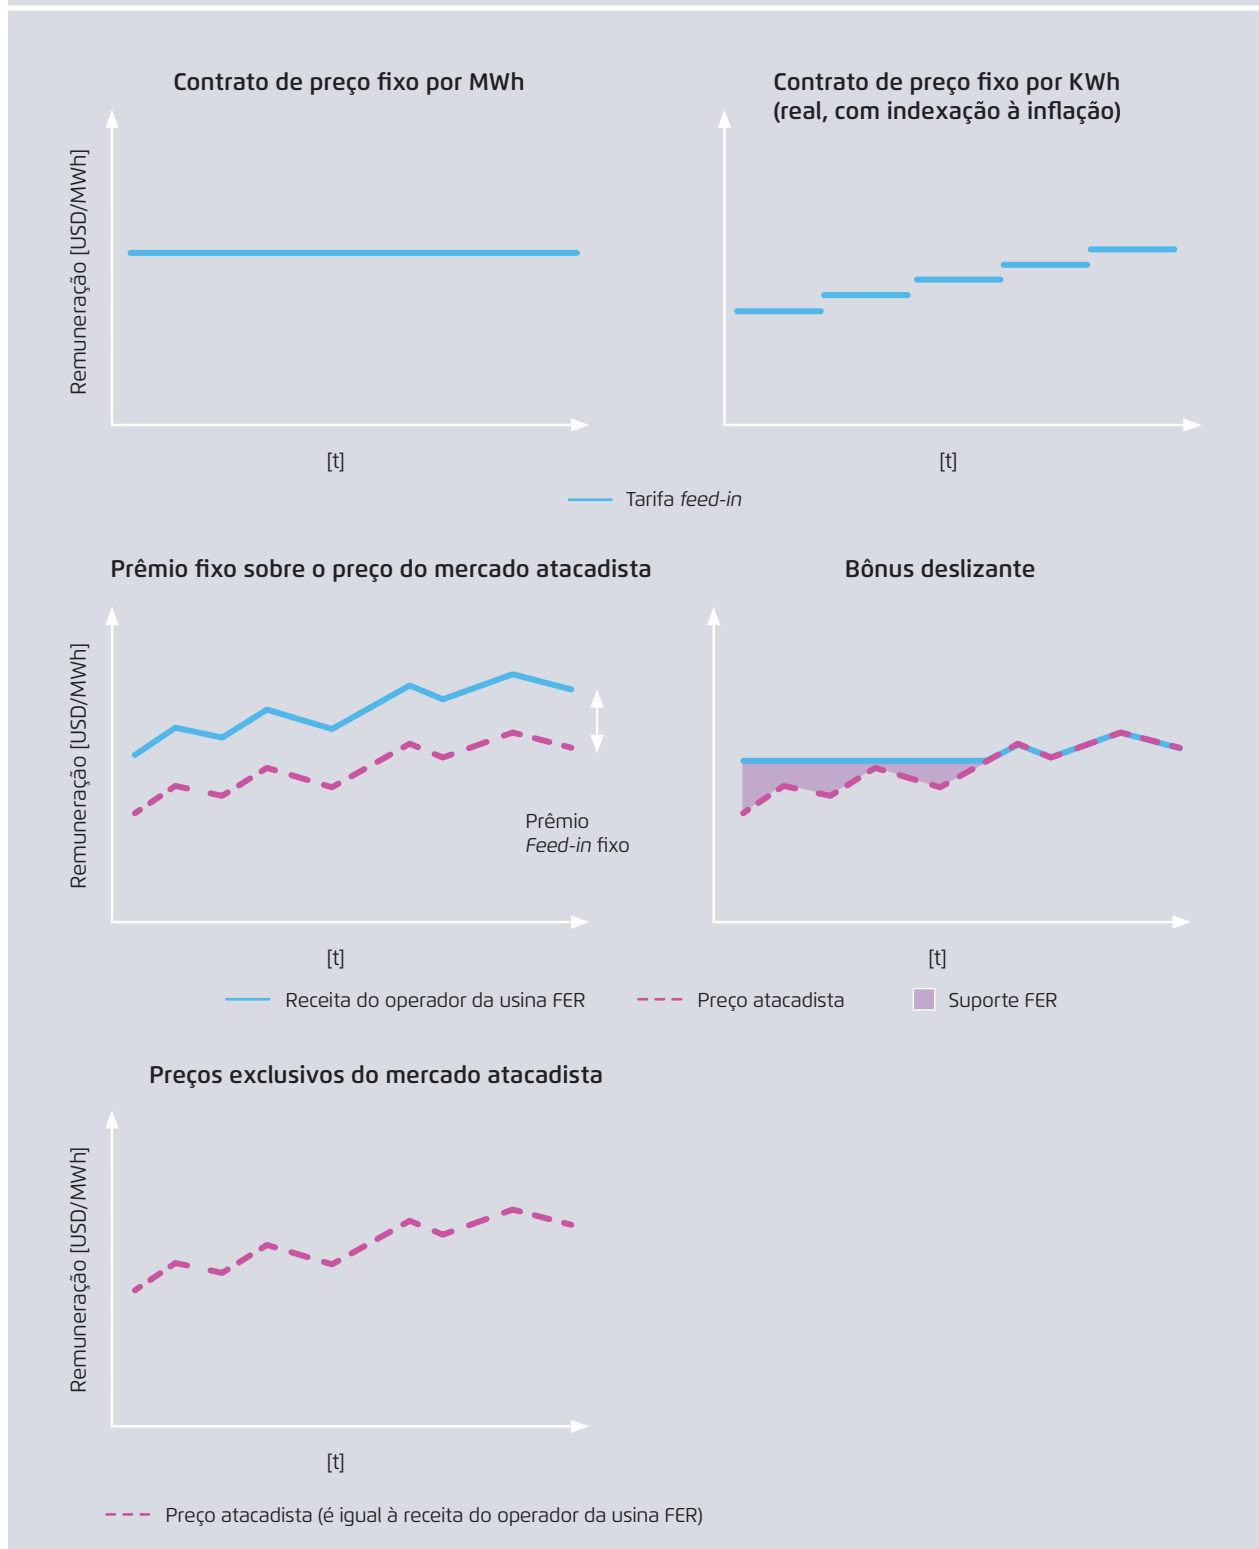 Contrato de preço fixo por MWh
Remuneração [USD/MWh]
[t]
Contrato de preço fixo por KWh
(real, com indexação à inflação)
[t]
Tarifa feed-in
Prêmio fixo sobre o preço do mercado atacadista
Remuneração [USD/MWh]
Prêmio
Feed-in fixo
[t]
Bônus deslizante
[t]
Receita do operador da usina FER
Preço atacadista
Suporte FER
Preços exclusivos do mercado atacadista
Remuneração [USD/MWh]
[t]
Preço atacadista (é igual à receita do operador da usina FER)